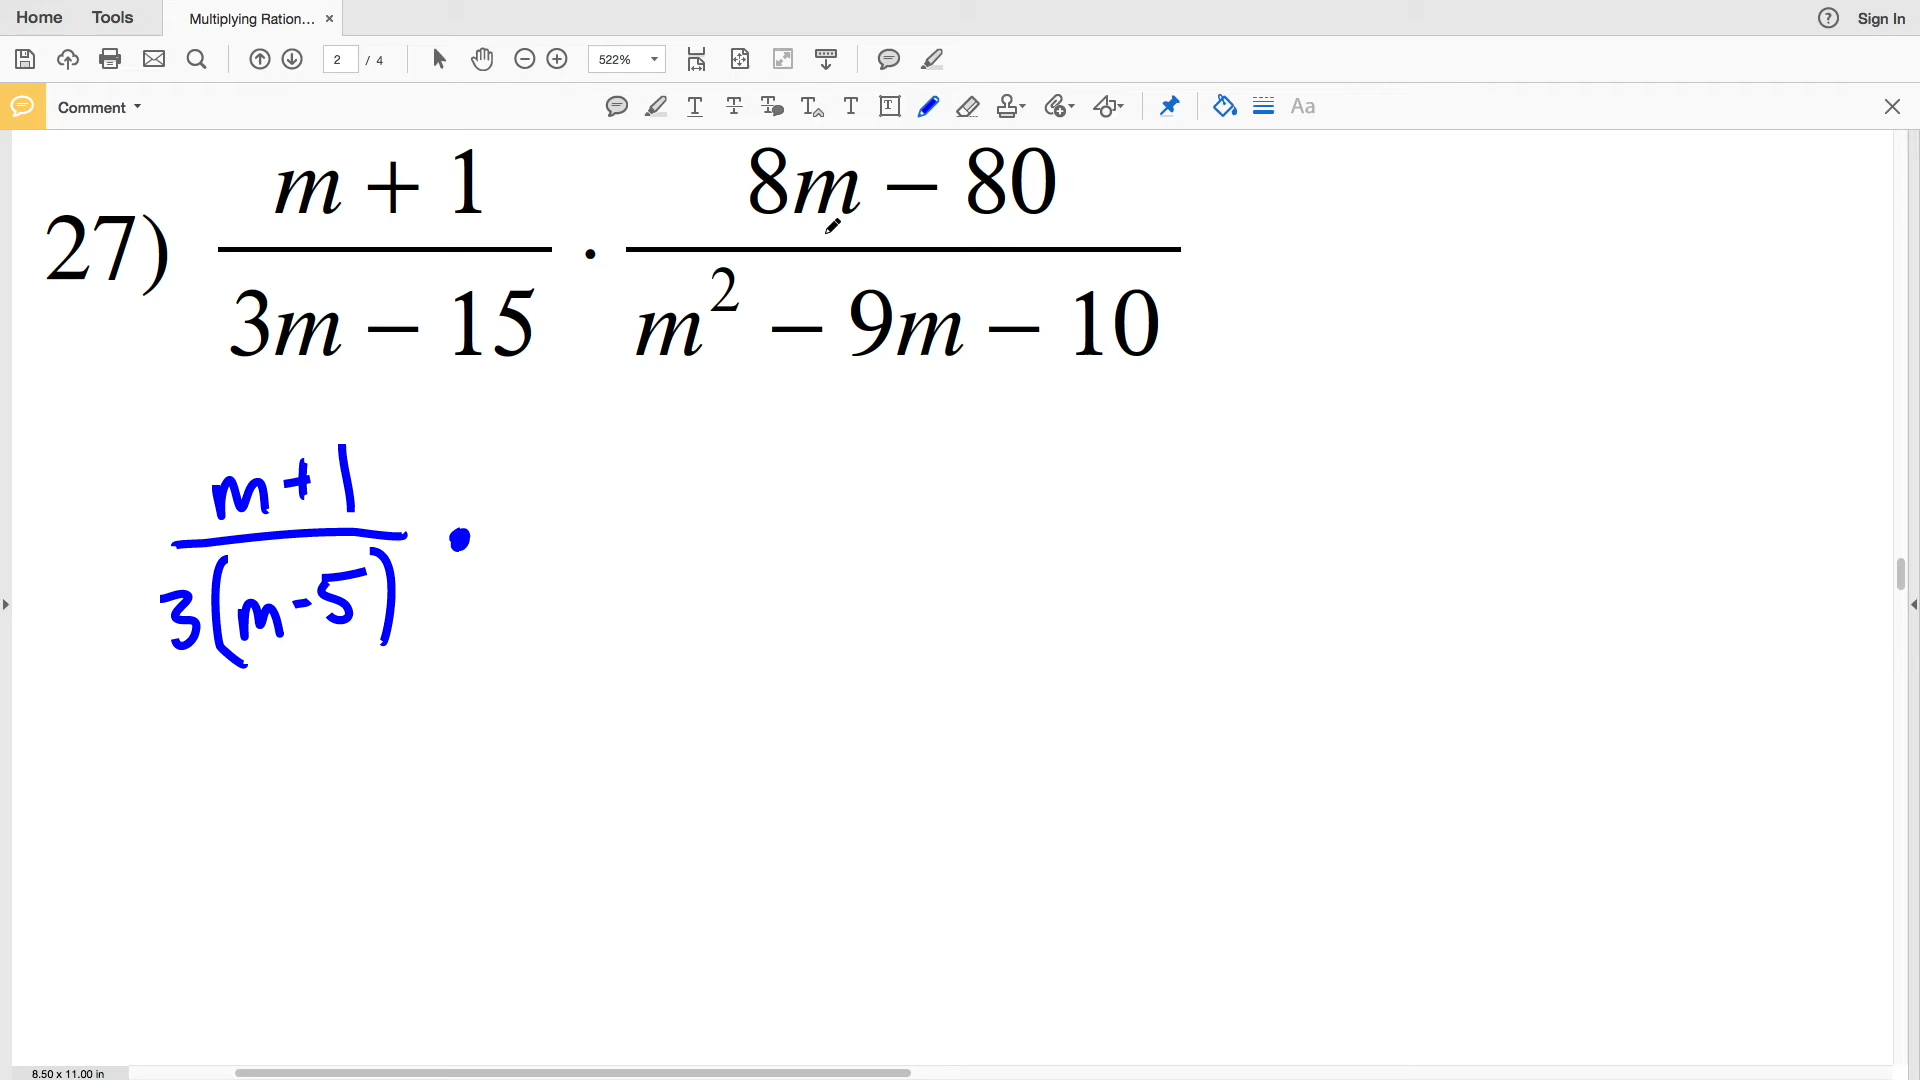 Home Tools Multiplying Ration... × ? Sign In
2 / 4 522%
Comment Aa
27) m + 1 / 3m − 15 · 8m − 80 / m² − 9m − 10
m+1 / 3(m-5) ·
8.50 x 11.00 in